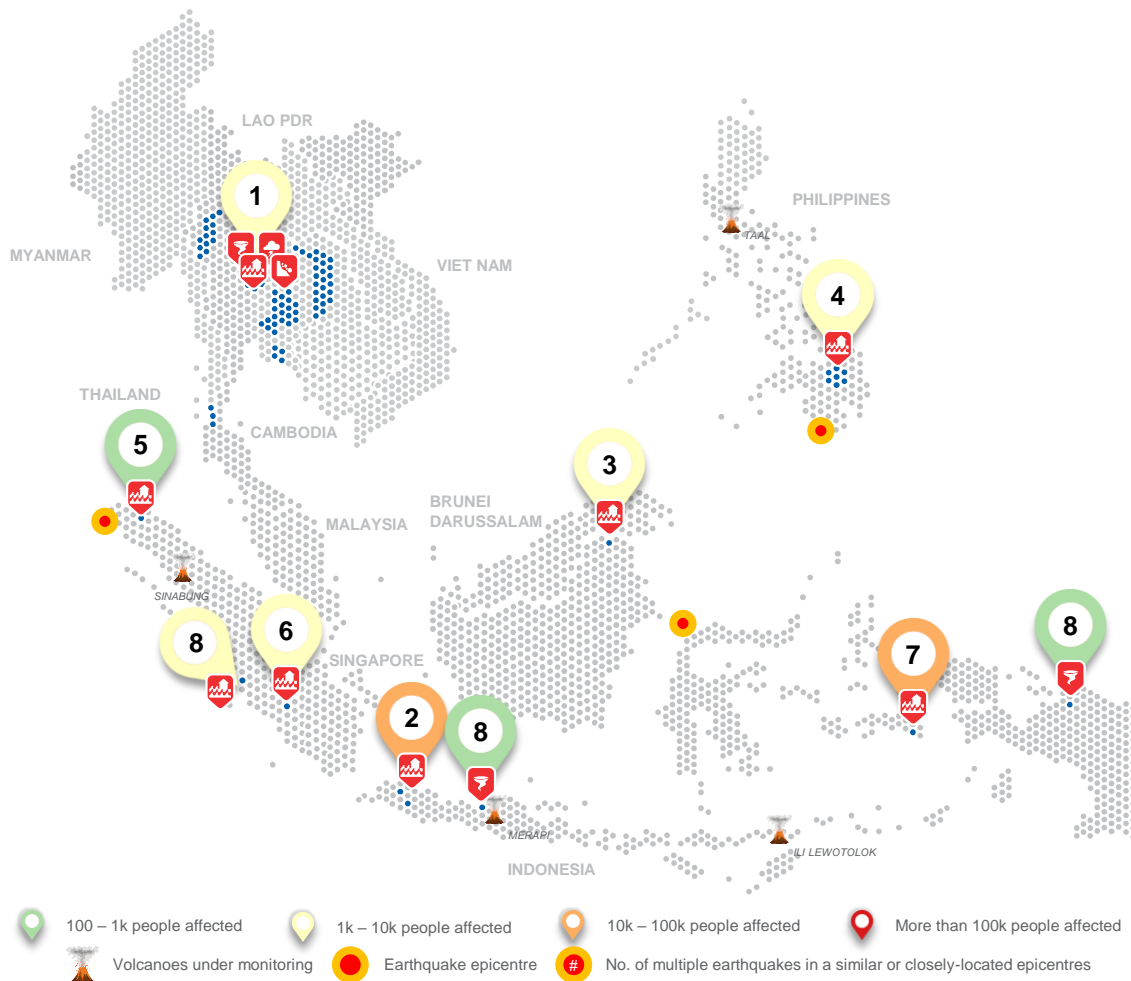 LAO PDR
1
PHILIPPINES
TAAL
MYANMAR
VIET NAM
4
THAILAND
CAMBODIA
5
3
BRUNEI
DARUSSALAM
MALAYSIA
SINABUNG
8
6
SINGAPORE
8
7
2
8
MERAPI
ILI LEWOTOLOK
INDONESIA
100 – 1k people affected
1k – 10k people affected
10k – 100k people affected
More than 100k people affected
Volcanoes under monitoring
Earthquake epicentre
#
No. of multiple earthquakes in a similar or closely-located epicentres